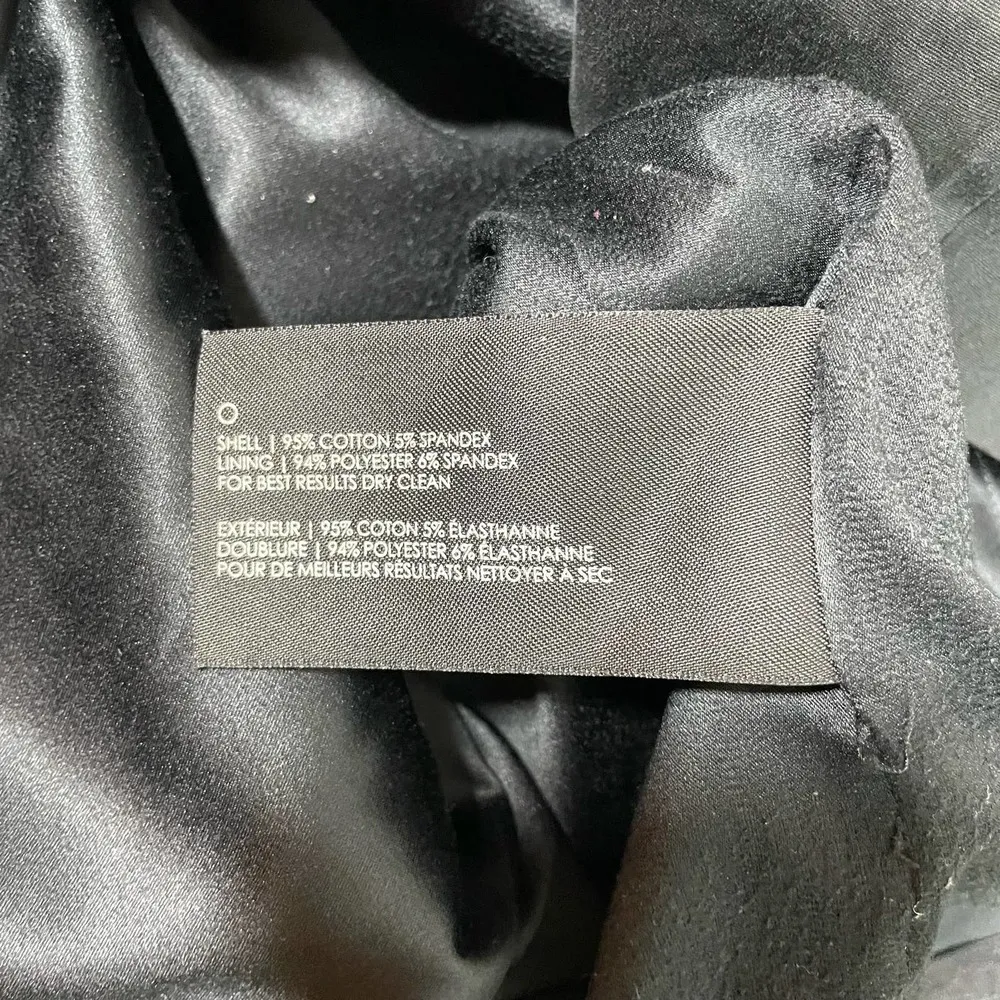 O
SHELL | 95% COTTON 5% SPANDEX
LINING | 94% POLYESTER 6% SPANDEX
FOR BEST RESULTS DRY CLEAN
EXTÉRIEUR | 95% COTON 5% ÉLASTHANNE
DOUBLURE | 94% POLYESTER 6% ÉLASTHANNE
POUR DE MEILLEURS RÉSULTATS NETTOYER À SEC